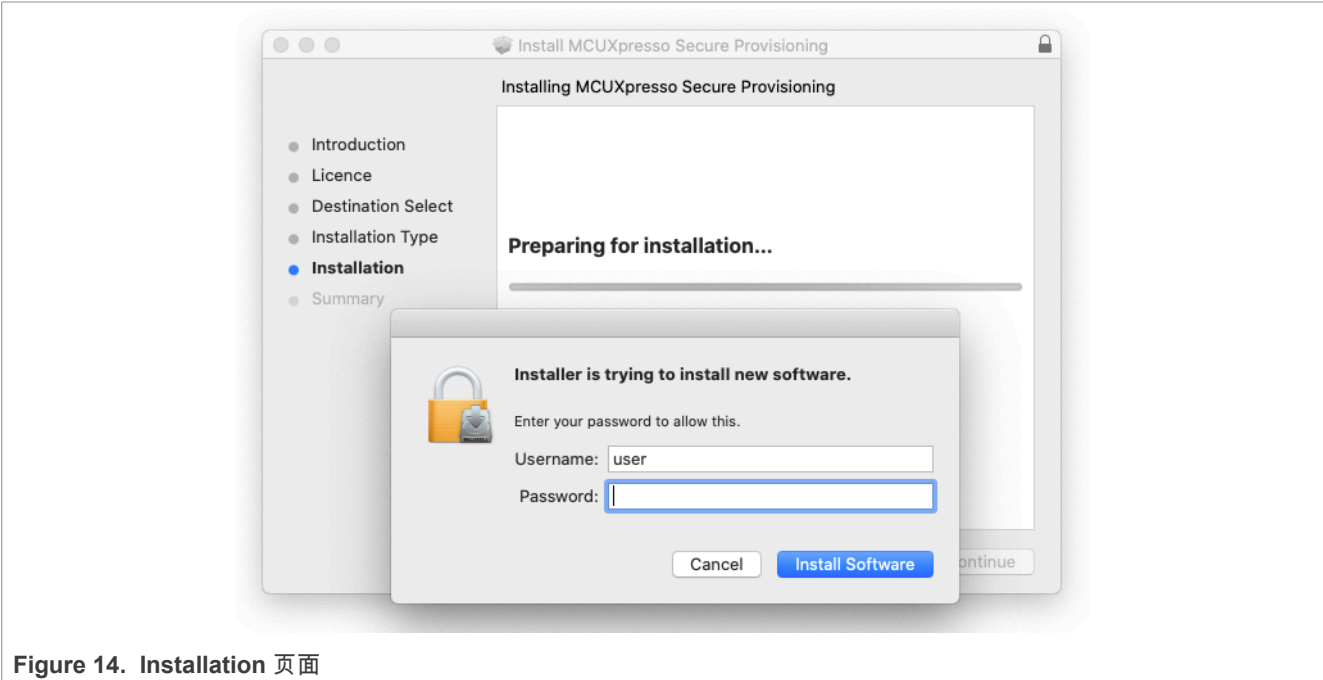 Install MCUXpresso Secure Provisioning
Installing MCUXpresso Secure Provisioning
Introduction
Licence
Destination Select
Installation Type
Installation
Summary
Preparing for installation...
Installer is trying to install new software.
Enter your password to allow this.
Username: user
Password:
Cancel Install Software ontinue
Figure 14. Installation 页面